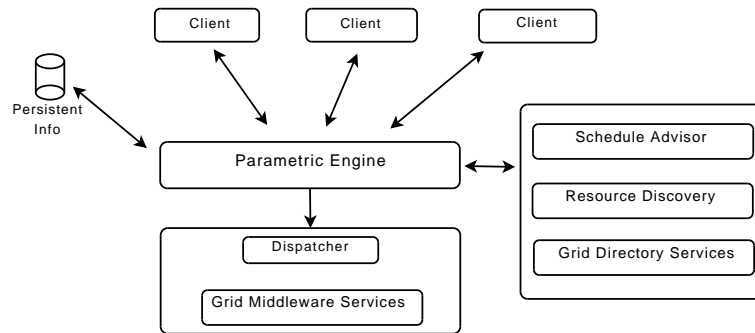 Client
Client
Client
Persistent
Info
Parametric Engine
Schedule Advisor
Resource Discovery
Grid Directory Services
Dispatcher
Grid Middleware Services